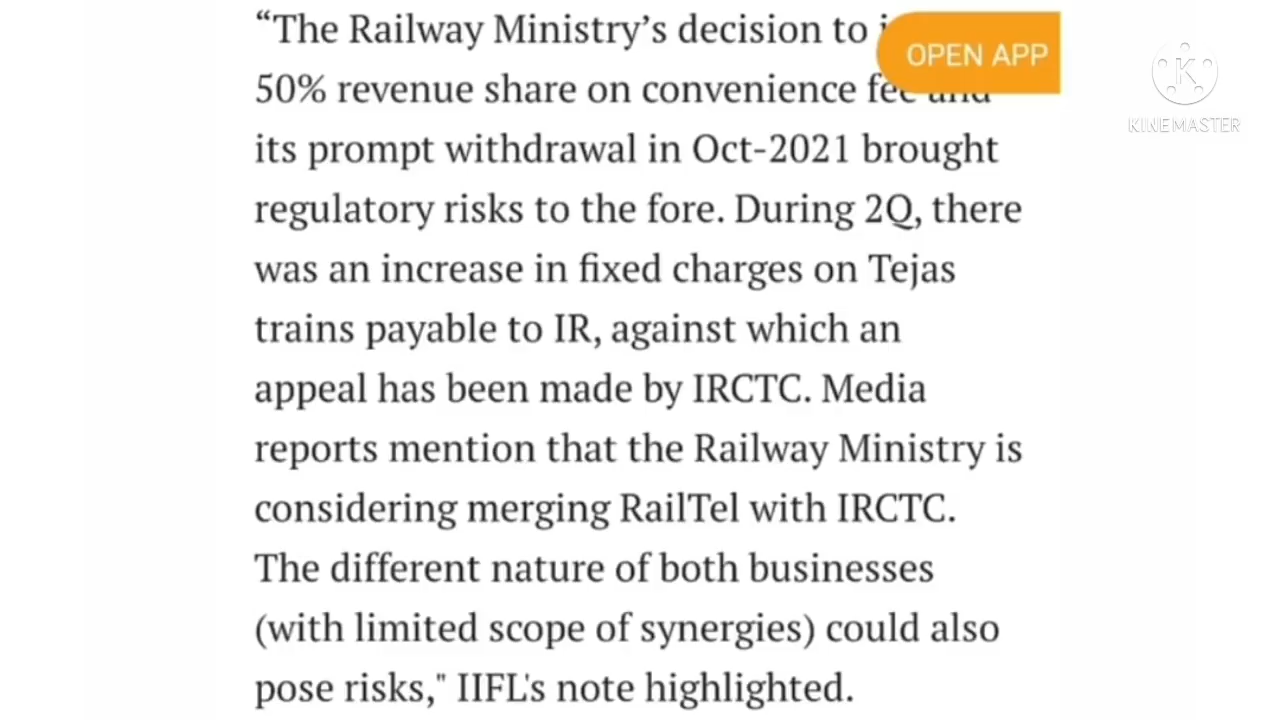 “The Railway Ministry’s decision to
OPEN APP
50% revenue share on convenience fee and
its prompt withdrawal in Oct-2021 brought
regulatory risks to the fore. During 2Q, there
was an increase in fixed charges on Tejas
trains payable to IR, against which an
appeal has been made by IRCTC. Media
reports mention that the Railway Ministry is
considering merging RailTel with IRCTC.
The different nature of both businesses
(with limited scope of synergies) could also
pose risks," IIFL's note highlighted.
K
KINEMASTER